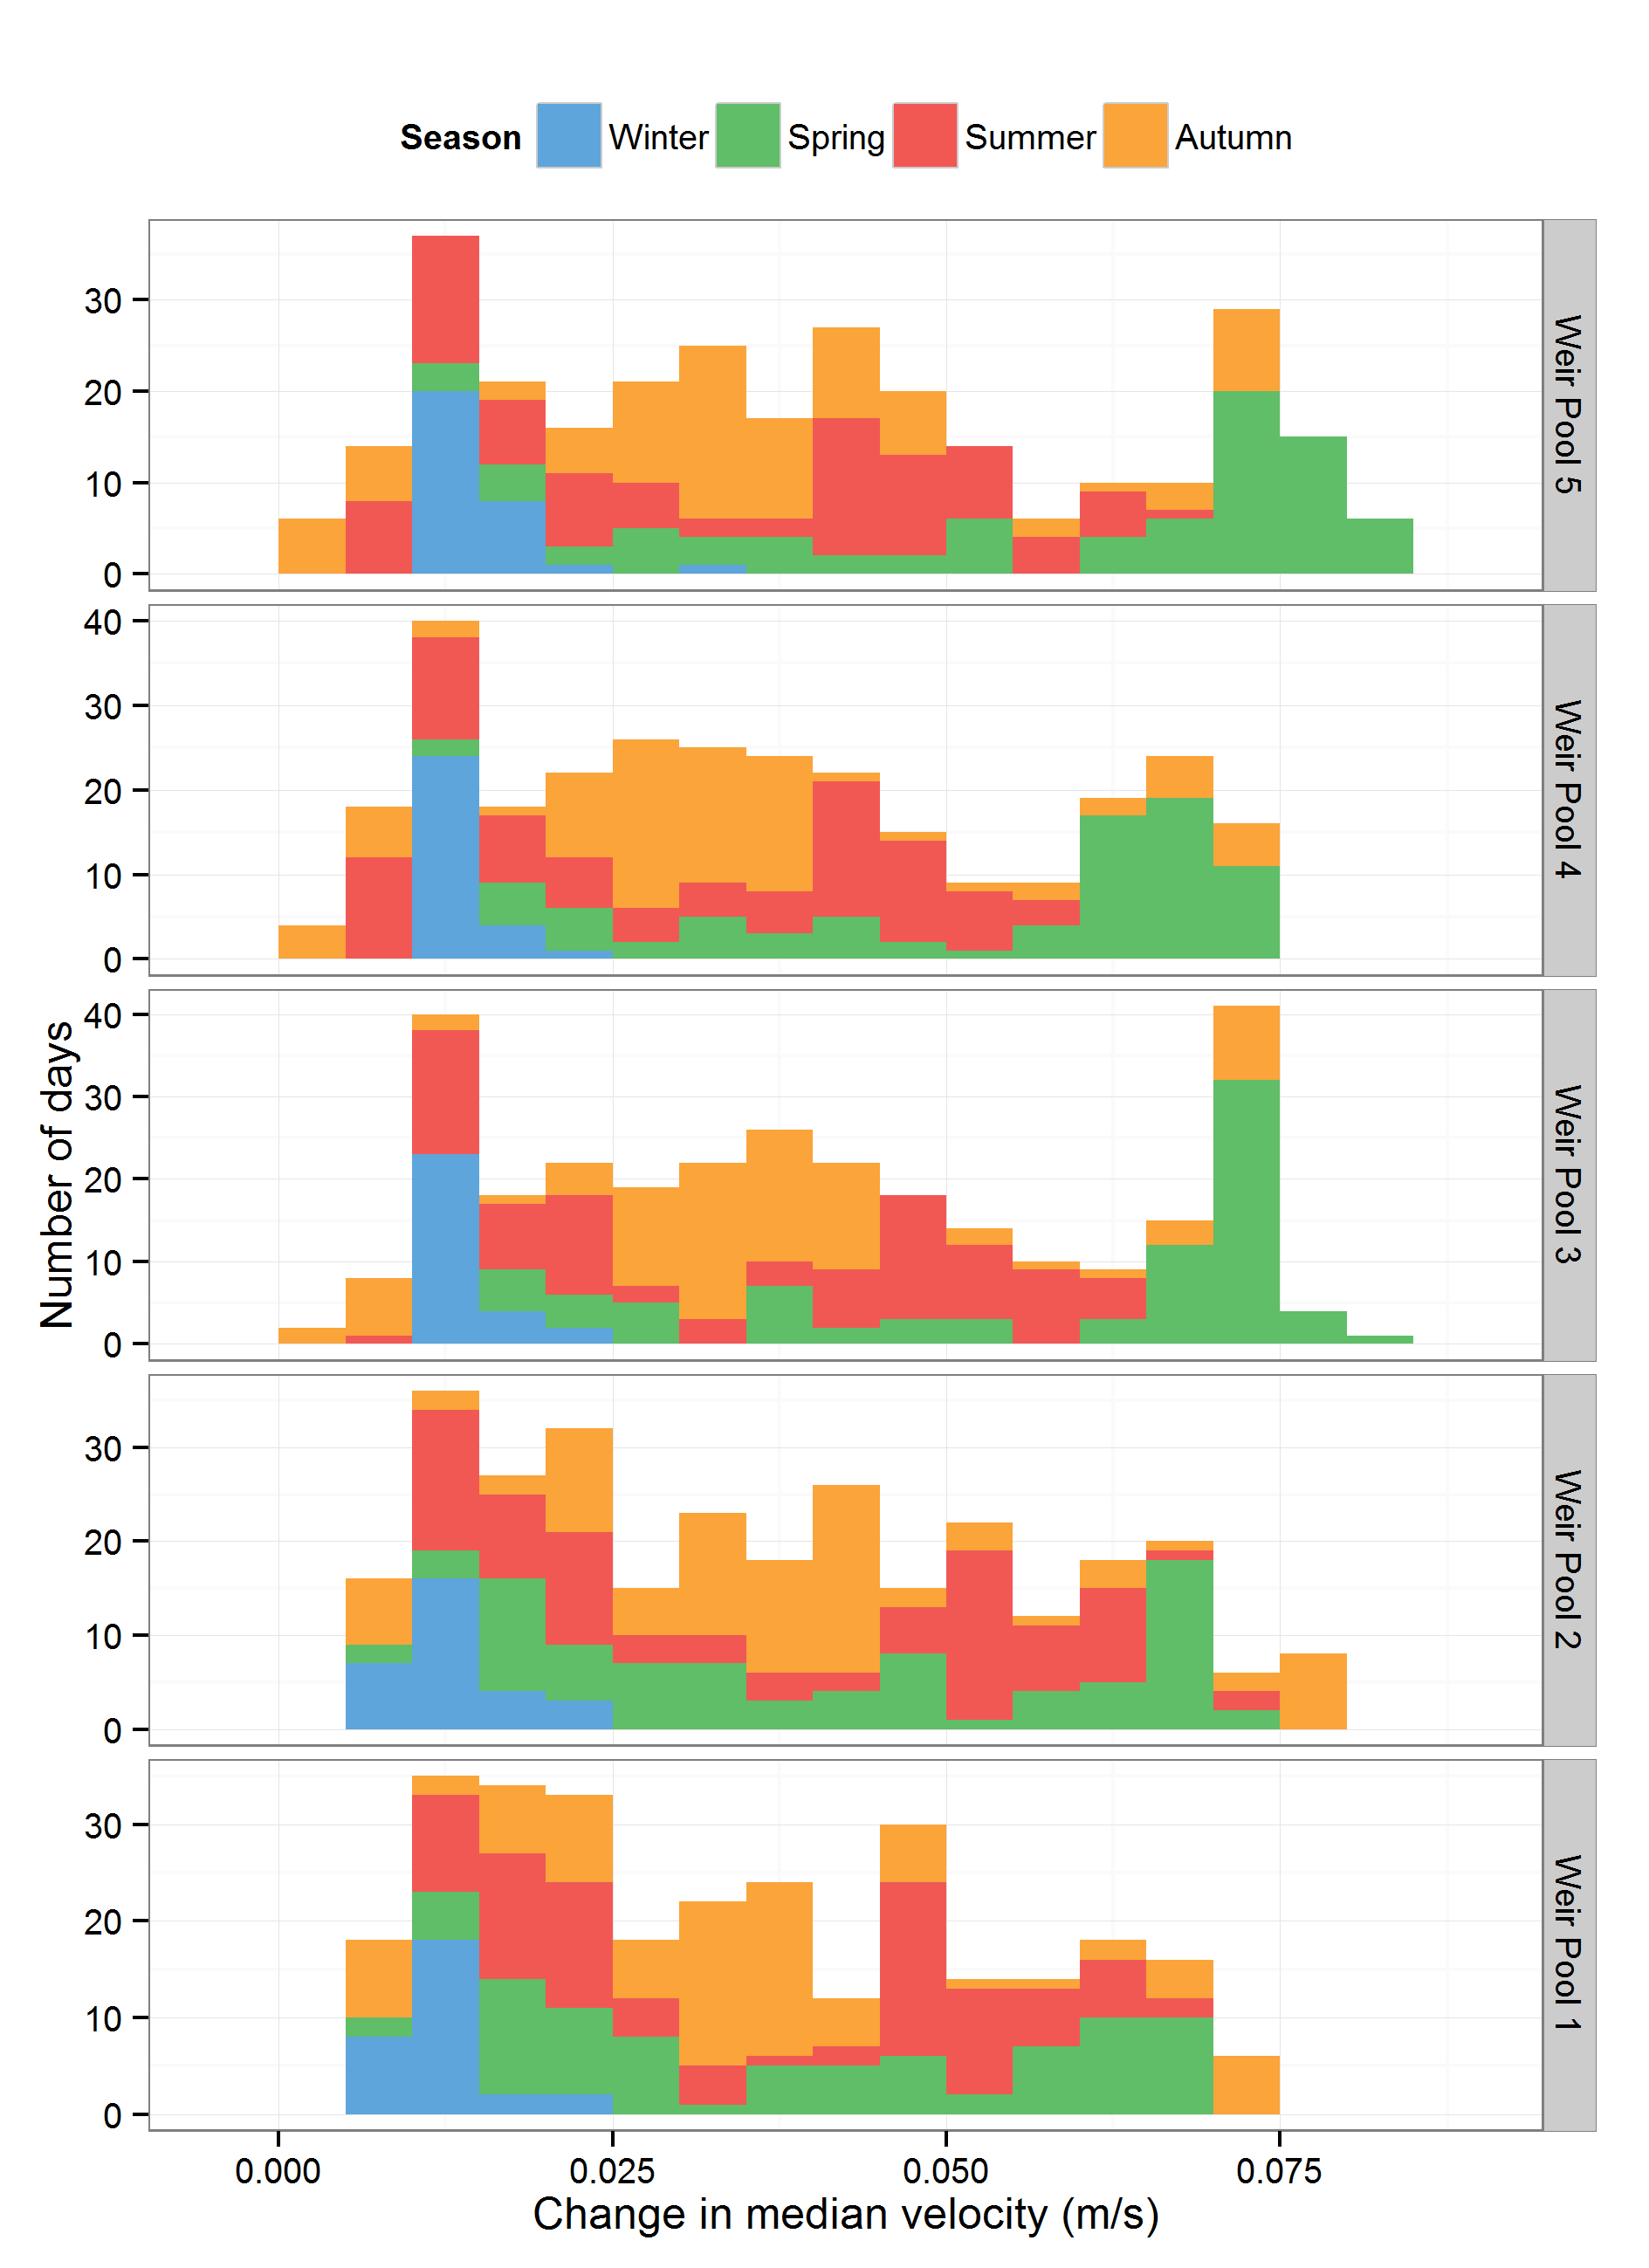 Season Winter Spring Summer Autumn
30
20
10
0
Weir Pool 5
40
30
20
10
0
Weir Pool 4
40
30
20
10
0
Weir Pool 3
30
20
10
0
Weir Pool 2
30
20
10
0
Weir Pool 1
Number of days
0.000 0.025 0.050 0.075
Change in median velocity (m/s)